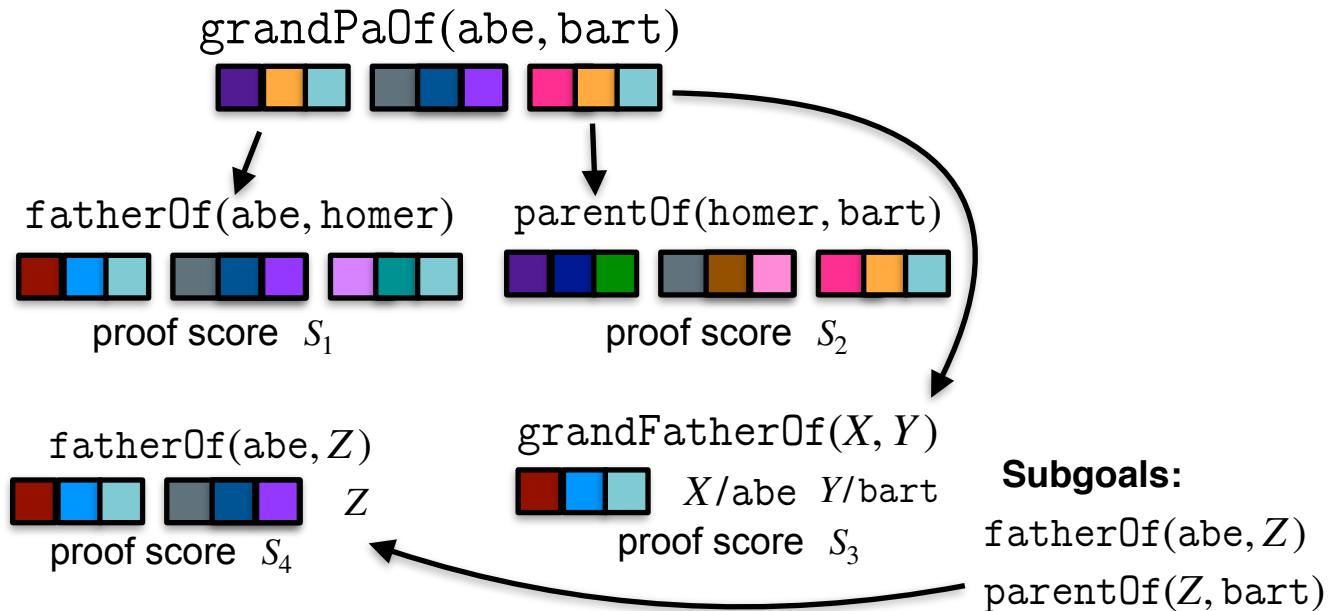 grandPaOf(abe, bart)
fatherOf(abe, homer)
proof score S₁
parentOf(homer, bart)
proof score S₂
fatherOf(abe, Z)
Z
proof score S₄
grandFatherOf(X, Y)
X/abe Y/bart
proof score S₃
Subgoals:
fatherOf(abe, Z)
parentOf(Z, bart)